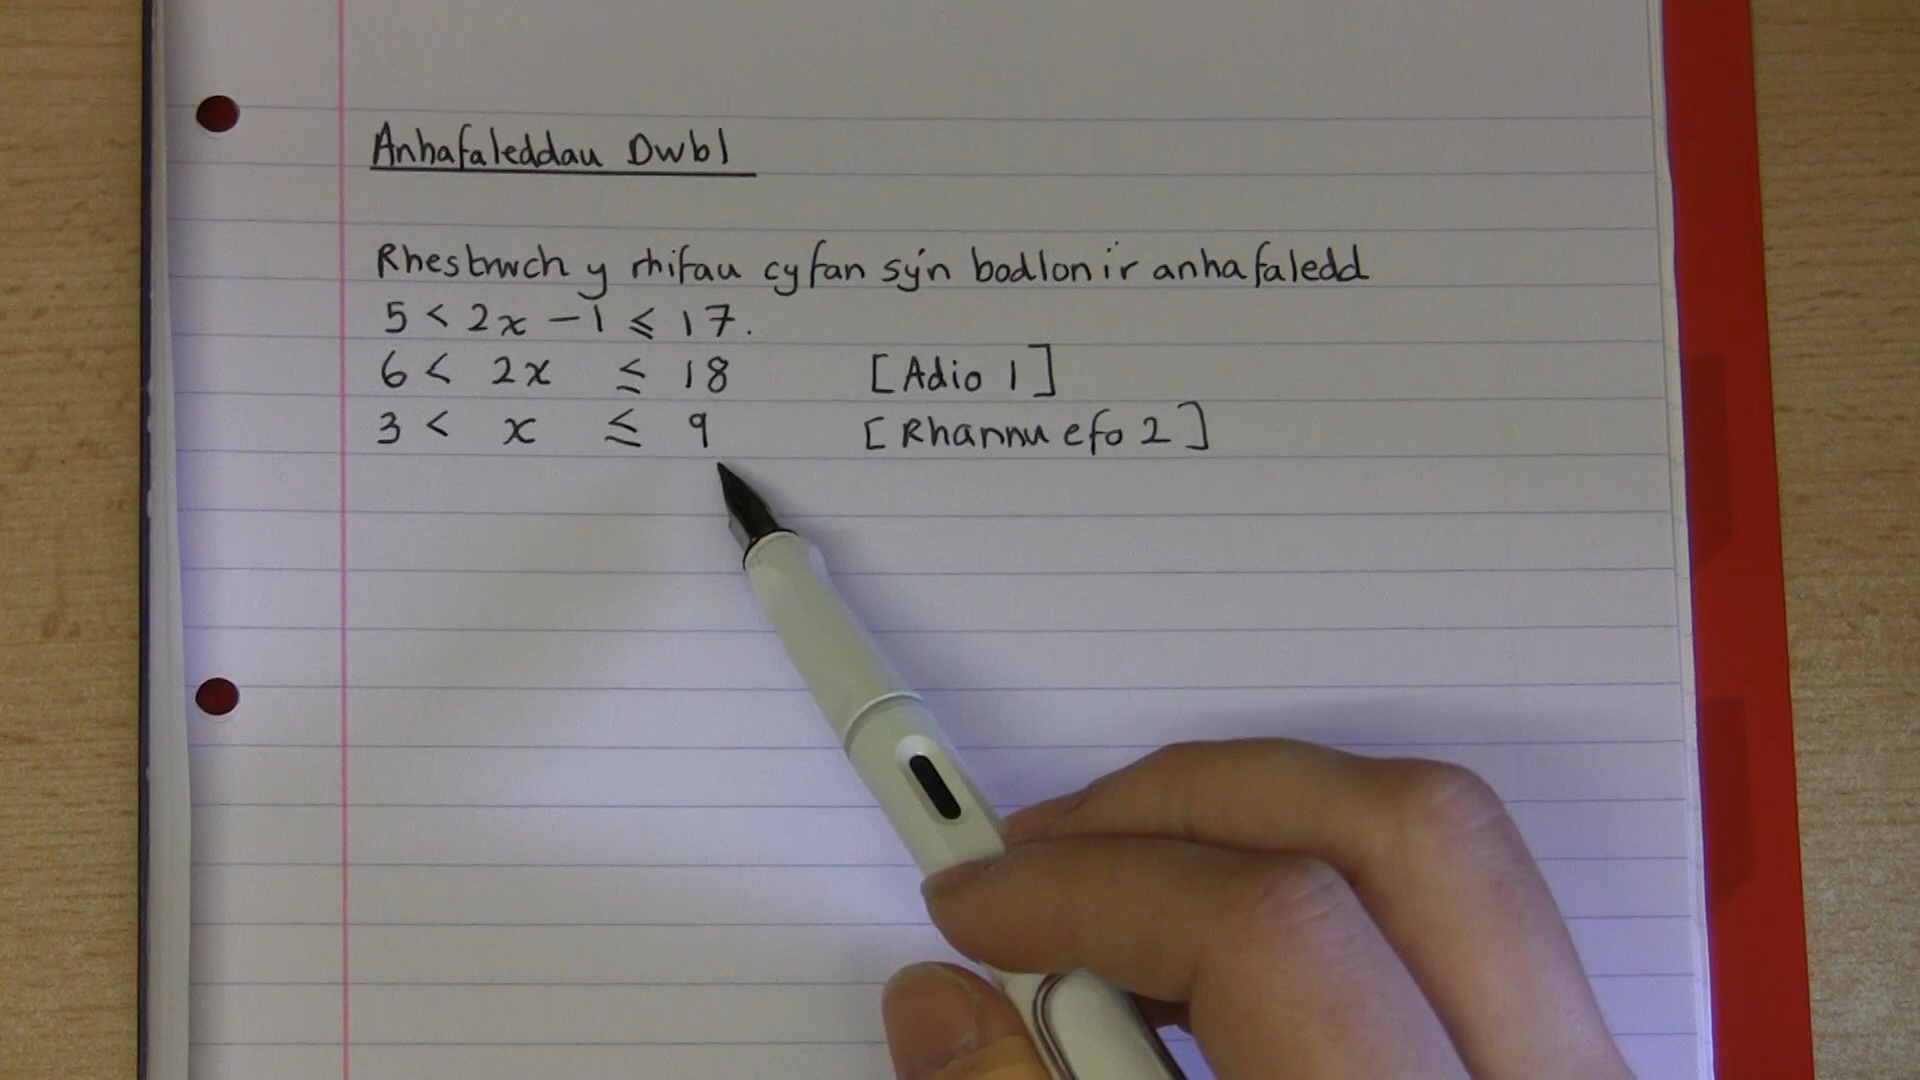 Anhafaleddau Dwbl
Rhestrwch y rhifau cyfan sy'n bodloni'r anhafaledd
5 < 2x - 1 ⩽ 17.
6 < 2x ≤ 18 [Adio 1]
3 < x ≤ 9 [Rhannu efo 2]